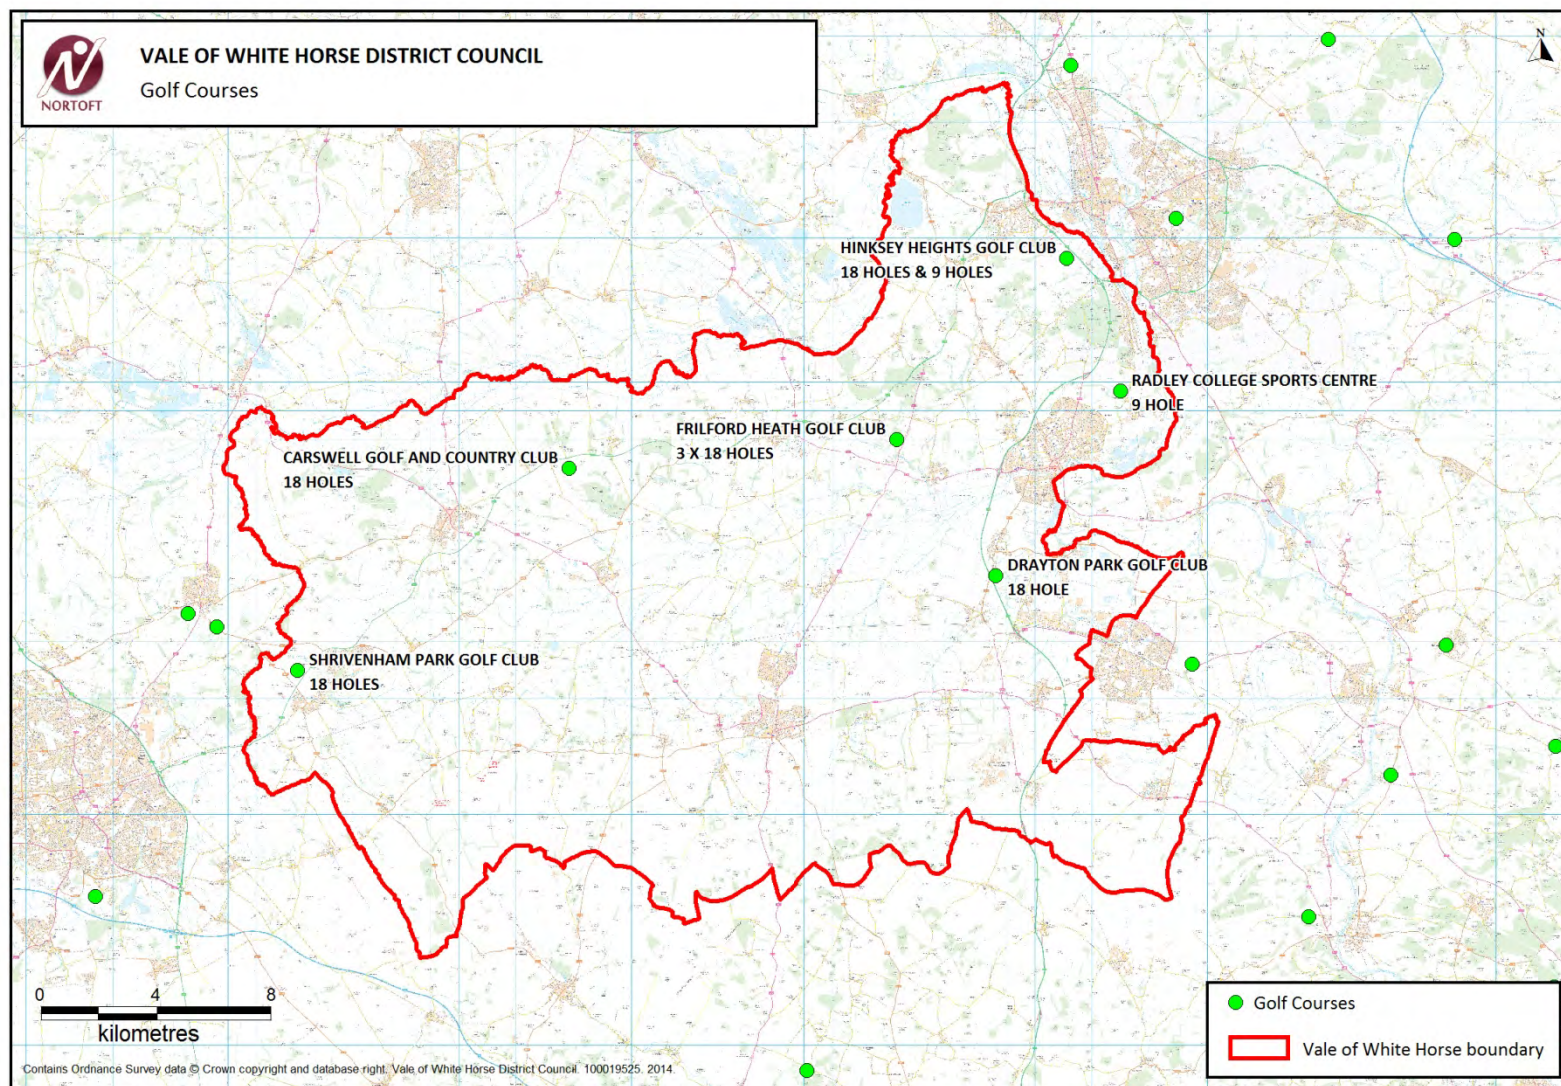 VALE OF WHITE HORSE DISTRICT COUNCIL
Golf Courses
NORTOFT
N
HINKSEY HEIGHTS GOLF CLUB
18 HOLES & 9 HOLES
RADLEY COLLEGE SPORTS CENTRE
9 HOLE
FRILFORD HEATH GOLF CLUB
3 X 18 HOLES
CARSWELL GOLF AND COUNTRY CLUB
18 HOLES
DRAYTON PARK GOLF CLUB
18 HOLE
SHRIVENHAM PARK GOLF CLUB
18 HOLES
0 4 8
kilometres
Golf Courses
Vale of White Horse boundary
Contains Ordnance Survey data © Crown copyright and database right. Vale of White Horse District Council. 100019525. 2014.